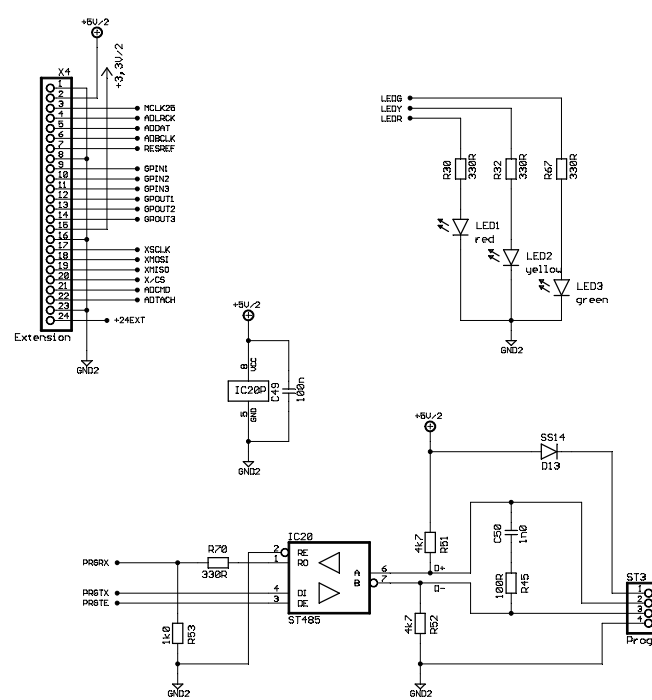 +5V/2
+3,3V/2
X4
1
2
3 MCLK26
4 ADLRCK
5 ADDAT
6 ADBCLK
7 RESREF
8
9 GPIN1
10 GPIN2
11 GPIN3
12 GPOUT1
13 GPOUT2
14 GPOUT3
15
16
17 XSCLK
18 XMOSI
19 XMISO
20 X/CS
21 ADCMD
22 ADTACH
23
24 +24EXT
Extension
GND2
LEDG
LEDY
LEDR
R30 330R
R32 330R
R67 330R
LED1
red
LED2
yellow
LED3
green
GND2
+5V/2
8 VCC
IC20P
C49 100n
5 GND
GND2
+5V/2
SS14
D13
4k7 R51
C50 1n0
100R R45
IC20
2 RE
1 RO
A 6 D+
B 7 D-
4 DI
3 DE
ST485
R70
330R
PRGRX
PRGTX
PRGTE
1k0 R53
GND2
4k7 R52
GND2
ST3
1
2
3
4
Prog